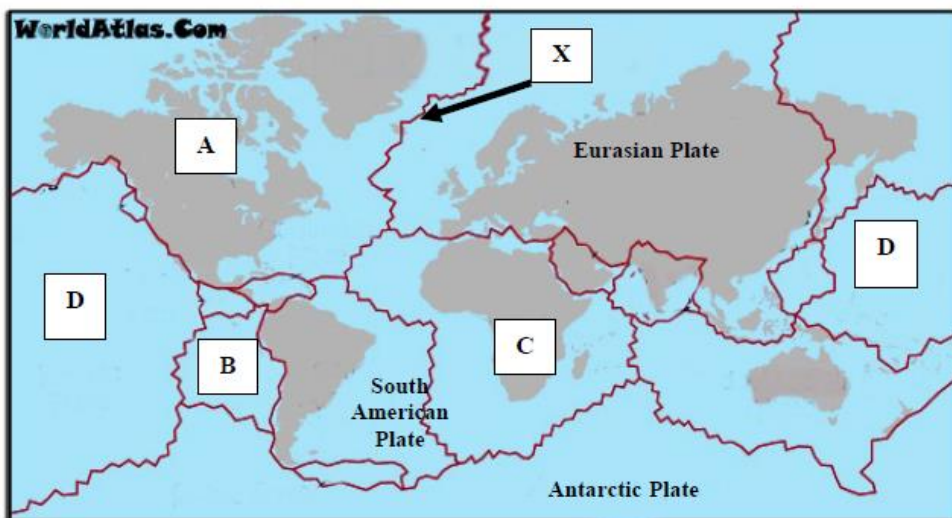 WorldAtlas.Com
X
A
Eurasian Plate
D
D
C
B
South
American
Plate
Antarctic Plate